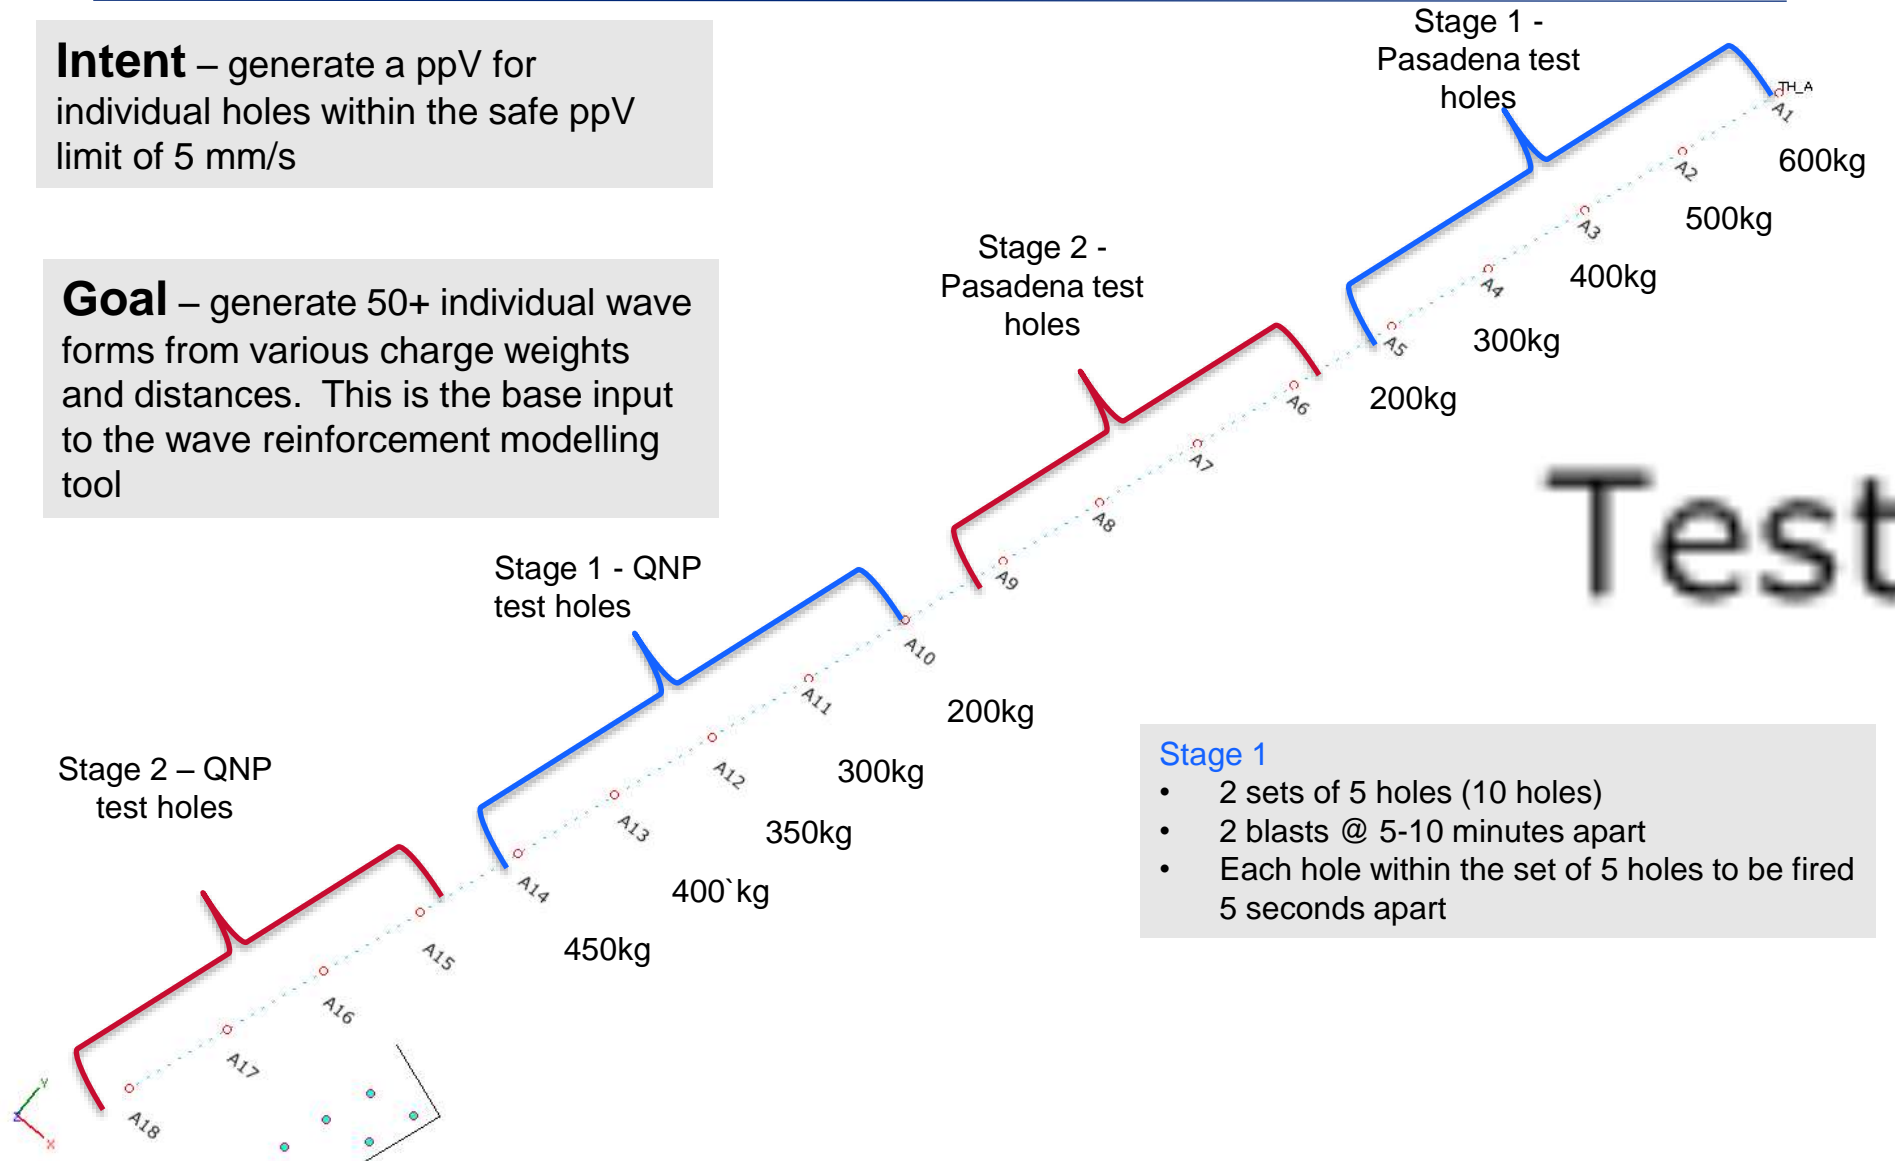 Intent – generate a ppV for
individual holes within the safe ppV
limit of 5 mm/s
Goal – generate 50+ individual wave
forms from various charge weights
and distances.  This is the base input
to the wave reinforcement modelling
tool
Stage 1 -
Pasadena test
holes
TH_A
A1
600kg
A2
500kg
A3
400kg
A4
300kg
A5
200kg
Stage 2 -
Pasadena test
holes
A6
A7
A8
A9
Test
Stage 1 - QNP
test holes
A10
200kg
A11
300kg
A12
350kg
A13
400`kg
A14
450kg
Stage 2 – QNP
test holes
A15
A16
A17
A18
Stage 1
• 2 sets of 5 holes (10 holes)
• 2 blasts @ 5-10 minutes apart
• Each hole within the set of 5 holes to be fired
5 seconds apart
Y
Z
X